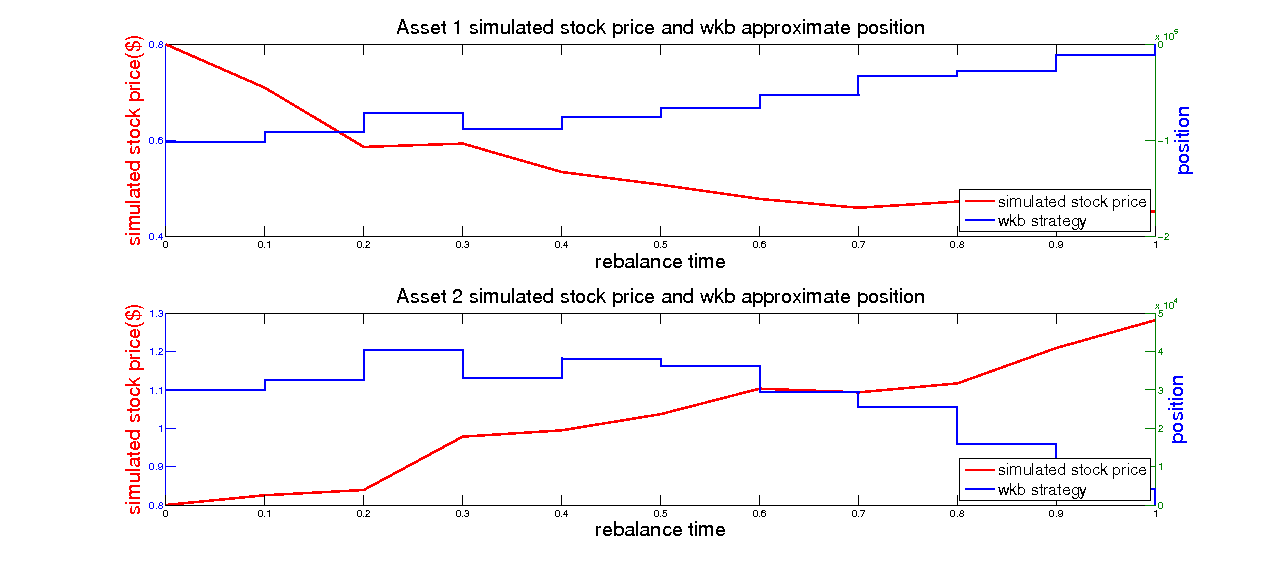 Asset 1 simulated stock price and wkb approximate position
x 10^5
simulated stock price($)
0.8
0.6
0.4
0
-1
-2
position
simulated stock price
wkb strategy
0 0.1 0.2 0.3 0.4 0.5 0.6 0.7 0.8 0.9 1
rebalance time
Asset 2 simulated stock price and wkb approximate position
x 10^4
simulated stock price($)
1.3
1.2
1.1
1
0.9
0.8
5
4
3
2
1
0
position
simulated stock price
wkb strategy
0 0.1 0.2 0.3 0.4 0.5 0.6 0.7 0.8 0.9 1
rebalance time